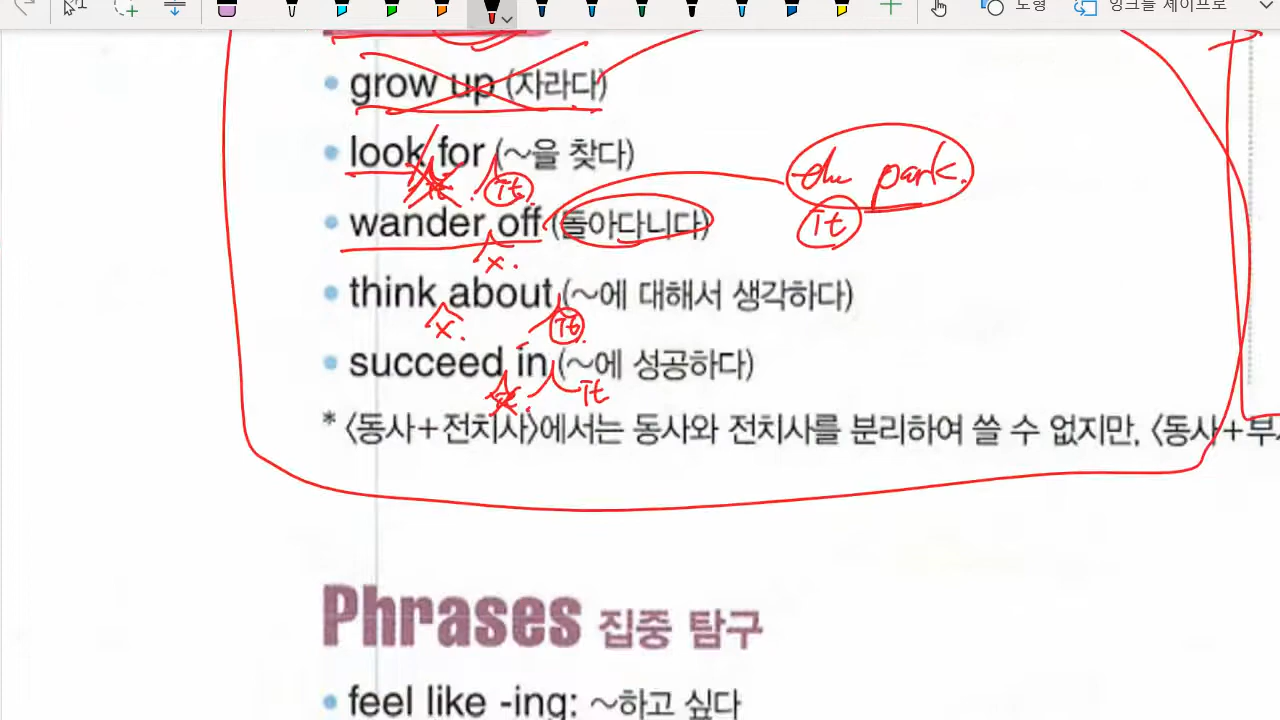 도형
잉크를 셰이프로
grow up (자라다)
look for (~을 찾다)
It.
the park.
wander off (돌아다니다)
It
x.
think about (~에 대해서 생각하다)
x.
It.
succeed in (~에 성공하다)
It
* 〈동사+전치사〉에서는 동사와 전치사를 분리하여 쓸 수 없지만, 〈동사+부사
Phrases 집중 탐구
feel like -ing: ~하고 싶다